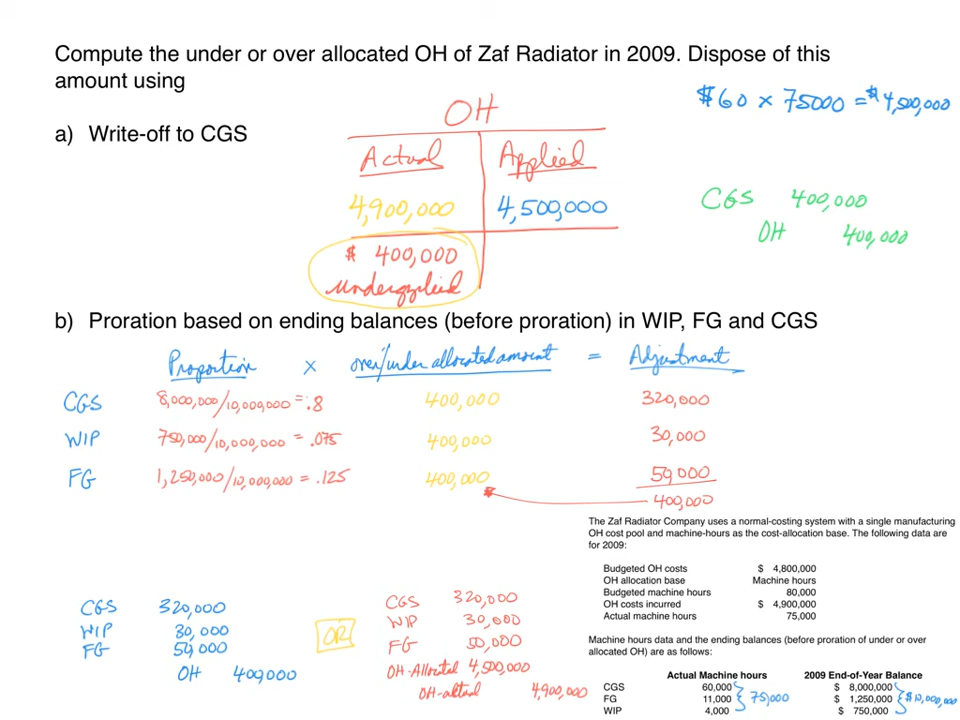 Compute the under or over allocated OH of Zaf Radiator in 2009. Dispose of this
amount using
$60 x 75000 = $4,500,000
OH
a) Write-off to CGS
Actual Applied
4,900,000 4,500,000
$ 400,000
underapplied
CGS 400,000
OH 400,000
b) Proration based on ending balances (before proration) in WIP, FG and CGS
Proportion x over/under allocated amount = Adjustment
CGS 8,000,000/10,000,000 = .8 400,000 320,000
WIP 750,000/10,000,000 = .075 400,000 30,000
FG 1,250,000/10,000,000 = .125 400,000 50,000
400,000
CGS 320,000
WIP 30,000
FG 50,000
OH 400,000
OR
CGS 320,000
WIP 30,000
FG 50,000
OH-Allocated 4,500,000
OH-actual 4,900,000
The Zaf Radiator Company uses a normal-costing system with a single manufacturing
OH cost pool and machine-hours as the cost-allocation base. The following data are
for 2009:
Budgeted OH costs $ 4,800,000
OH allocation base Machine hours
Budgeted machine hours 80,000
OH costs incurred $ 4,900,000
Actual machine hours 75,000
Machine hours data and the ending balances (before proration of under or over
allocated OH) are as follows:
Actual Machine hours 2009 End-of-Year Balance
CGS 60,000 $ 8,000,000
FG 11,000 75,000 $ 1,250,000 $10,000,000
WIP 4,000 $ 750,000